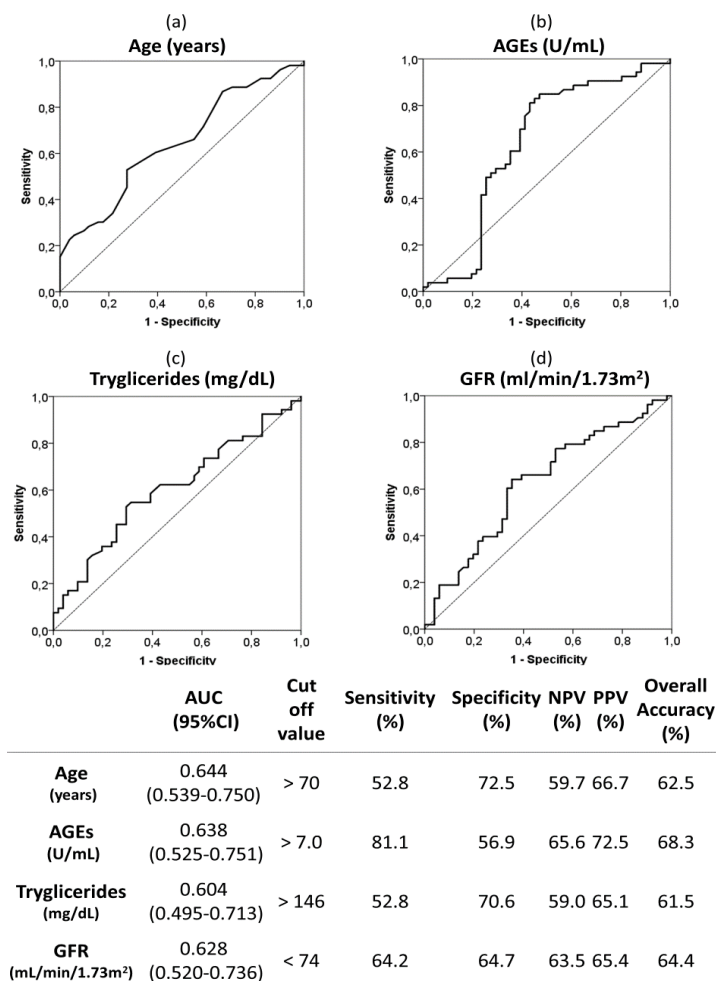 (a)
Age (years)
1,0
0,8
0,6
0,4
0,2
0,0
0,0 0,2 0,4 0,6 0,8 1,0
Sensitivity
1 - Specificity
(b)
AGEs (U/mL)
1,0
0,8
0,6
0,4
0,2
0,0
0,0 0,2 0,4 0,6 0,8 1,0
Sensitivity
1 - Specificity
(c)
Tryglicerides (mg/dL)
1,0
0,8
0,6
0,4
0,2
0,0
0,0 0,2 0,4 0,6 0,8 1,0
Sensitivity
1 - Specificity
(d)
GFR (ml/min/1.73m²)
1,0
0,8
0,6
0,4
0,2
0,0
0,0 0,2 0,4 0,6 0,8 1,0
Sensitivity
1 - Specificity
AUC (95%CI) Cut off value Sensitivity (%) Specificity (%) NPV (%) PPV (%) Overall Accuracy (%)
Age (years) 0.644 (0.539-0.750) > 70 52.8 72.5 59.7 66.7 62.5
AGEs (U/mL) 0.638 (0.525-0.751) > 7.0 81.1 56.9 65.6 72.5 68.3
Tryglicerides (mg/dL) 0.604 (0.495-0.713) > 146 52.8 70.6 59.0 65.1 61.5
GFR (mL/min/1.73m²) 0.628 (0.520-0.736) < 74 64.2 64.7 63.5 65.4 64.4